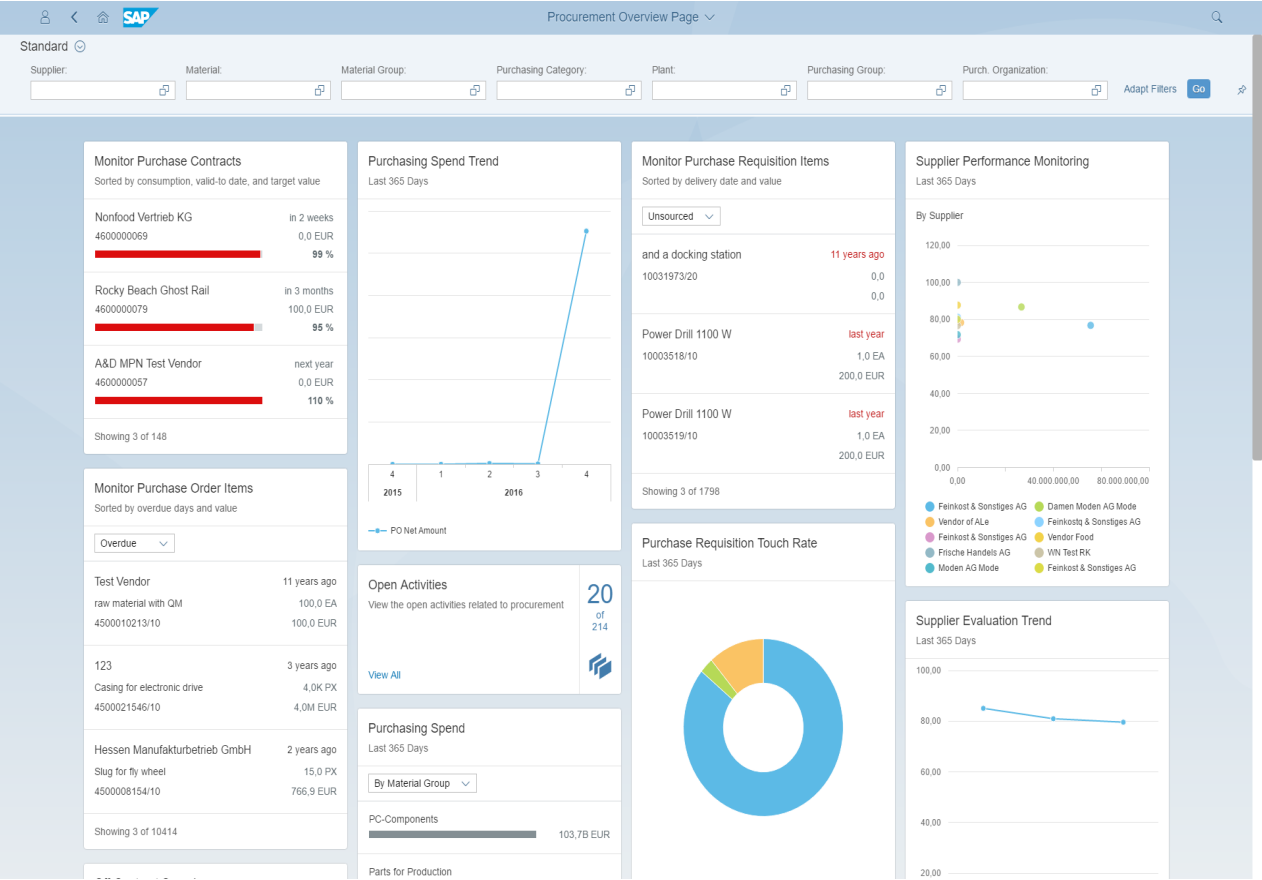 SAP
Procurement Overview Page
Standard
Supplier: Material: Material Group: Purchasing Category: Plant: Purchasing Group: Purch. Organization:
Adapt Filters Go
Monitor Purchase Contracts
Sorted by consumption, valid-to date, and target value
Nonfood Vertrieb KG in 2 weeks
4600000069 0,0 EUR
99 %
Rocky Beach Ghost Rail in 3 months
4600000079 100,0 EUR
95 %
A&D MPN Test Vendor next year
4600000057 0,0 EUR
110 %
Showing 3 of 148
Monitor Purchase Order Items
Sorted by overdue days and value
Overdue
Test Vendor 11 years ago
raw material with QM 100,0 EA
4500010213/10 100,0 EUR
123 3 years ago
Casing for electronic drive 4,0K PX
4500021546/10 4,0M EUR
Hessen Manufakturbetrieb GmbH 2 years ago
Slug for fly wheel 15,0 PX
4500008154/10 766,9 EUR
Showing 3 of 10414
Purchasing Spend Trend
Last 365 Days
4 1 2 3 4
2015 2016
PO Net Amount
Open Activities
View the open activities related to procurement
20
of
214
View All
Purchasing Spend
Last 365 Days
By Material Group
PC-Components
103,7B EUR
Parts for Production
Monitor Purchase Requisition Items
Sorted by delivery date and value
Unsourced
and a docking station 11 years ago
10031973/20 0,0
0,0
Power Drill 1100 W last year
10003518/10 1,0 EA
200,0 EUR
Power Drill 1100 W last year
10003519/10 1,0 EA
200,0 EUR
Showing 3 of 1798
Purchase Requisition Touch Rate
Last 365 Days
Supplier Performance Monitoring
Last 365 Days
By Supplier
120,00
100,00
80,00
60,00
40,00
20,00
0,00
0,00 40.000.000,00 80.000.000,00
Feinkost & Sonstiges AG Damen Moden AG Mode
Vendor of ALe Feinkostq & Sonstiges AG
Feinkost & Sonstiges AG Vendor Food
Frische Handels AG WN Test RK
Moden AG Mode Feinkost & Sonstiges AG
Supplier Evaluation Trend
Last 365 Days
100,00
80,00
60,00
40,00
20,00